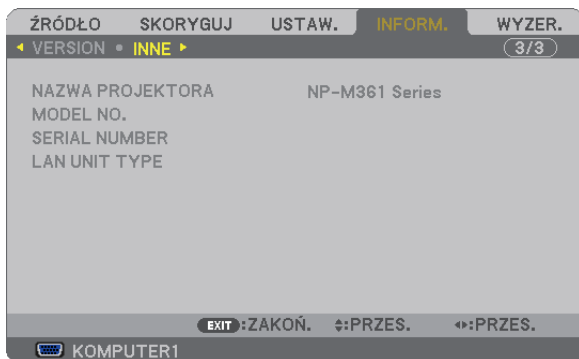 ŹRÓDŁO SKORYGUJ USTAW. INFORM. WYZER.
VERSION INNE 3/3
NAZWA PROJEKTORA NP-M361 Series
MODEL NO.
SERIAL NUMBER
LAN UNIT TYPE
EXIT :ZAKOŃ. :PRZES. :PRZES.
KOMPUTER1